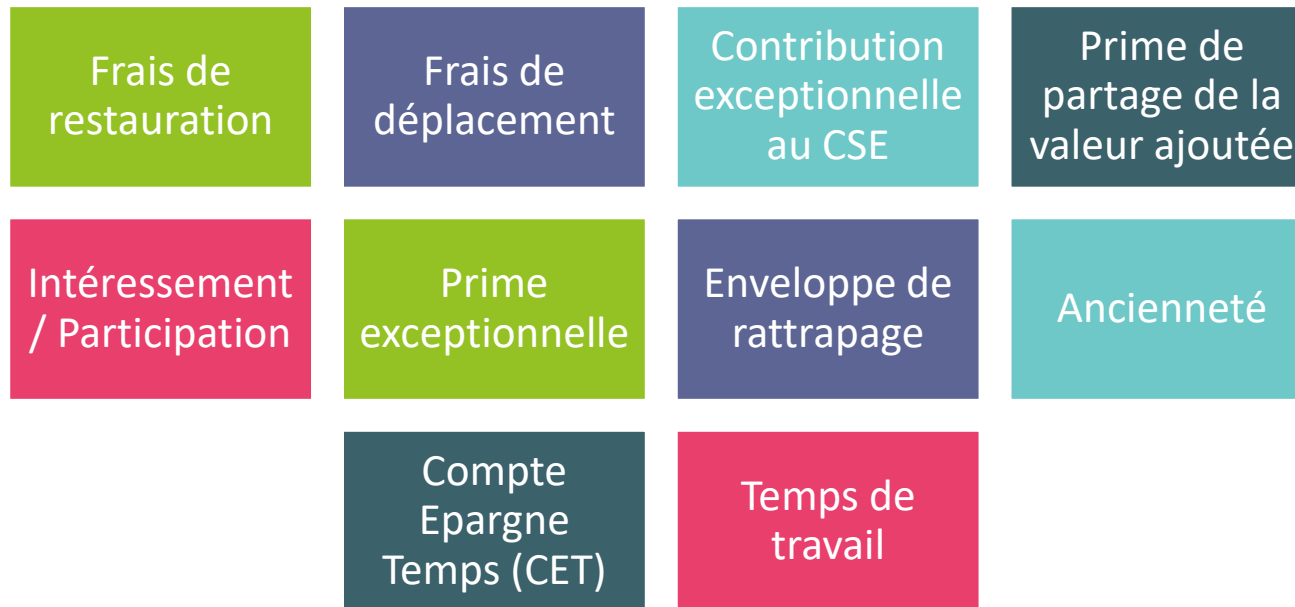 Frais de
restauration
Frais de
déplacement
Contribution
exceptionnelle
au CSE
Prime de
partage de la
valeur ajoutée
Intéressement
/ Participation
Prime
exceptionnelle
Enveloppe de
rattrapage
Ancienneté
Compte
Epargne
Temps (CET)
Temps de
travail